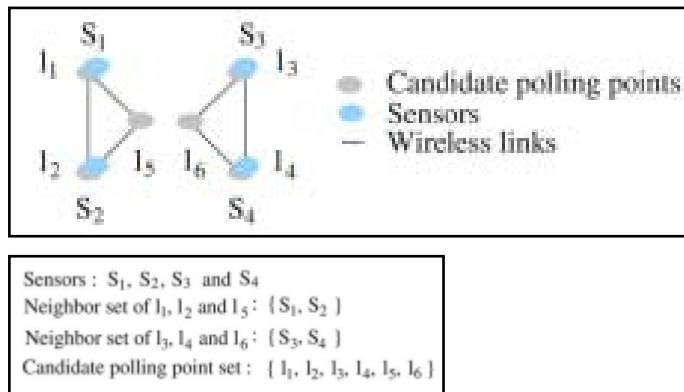 S₁ S₃
l₁ l₃
Candidate polling points
Sensors
Wireless links
l₂ l₅ l₆ l₄
S₂ S₄
Sensors : S₁, S₂, S₃ and S₄
Neighbor set of l₁, l₂ and l₅ : { S₁, S₂ }
Neighbor set of l₃, l₄ and l₆ : { S₃, S₄ }
Candidate polling point set : { l₁, l₂, l₃, l₄, l₅, l₆ }